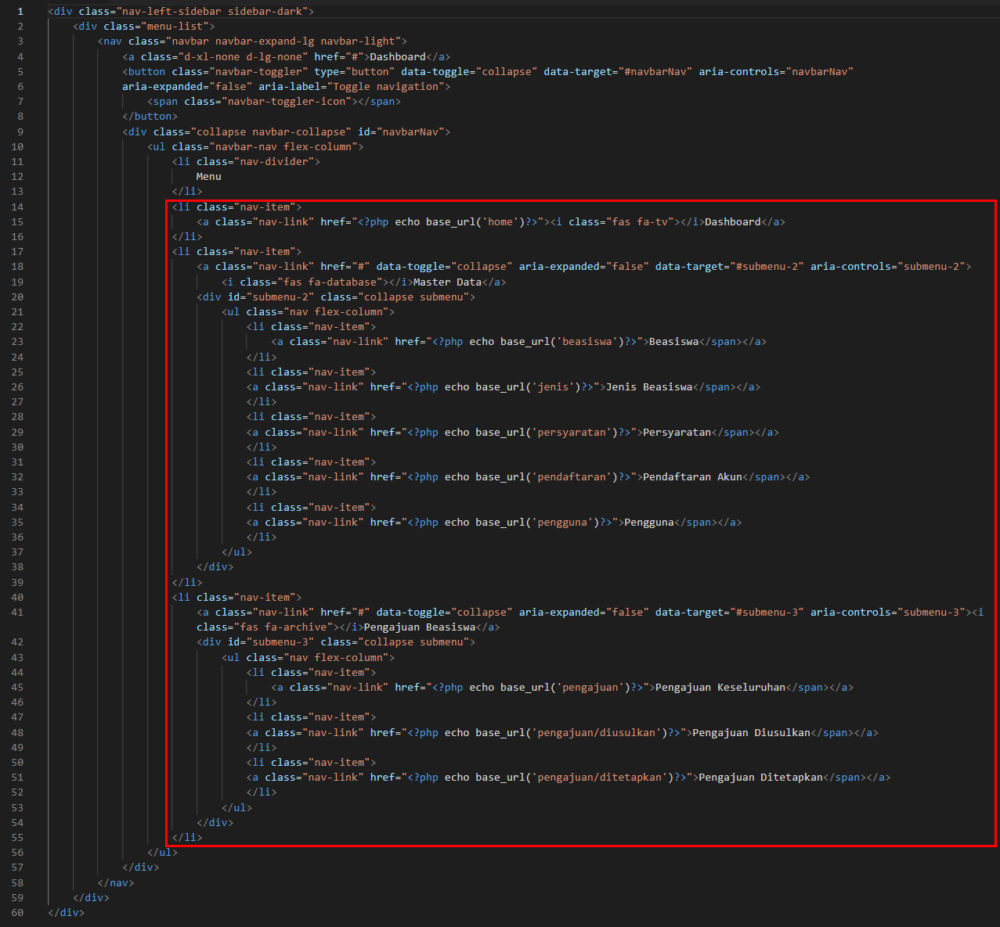 1 <div class="nav-left-sidebar sidebar-dark">
2 <div class="menu-list">
3 <nav class="navbar navbar-expand-lg navbar-light">
4 <a class="d-xl-none d-lg-none" href="#">Dashboard</a>
5 <button class="navbar-toggler" type="button" data-toggle="collapse" data-target="#navbarNav" aria-controls="navbarNav"
6 aria-expanded="false" aria-label="Toggle navigation">
7 <span class="navbar-toggler-icon"></span>
8 </button>
9 <div class="collapse navbar-collapse" id="navbarNav">
10 <ul class="navbar-nav flex-column">
11 <li class="nav-divider">
12 Menu
13 </li>
14 <li class="nav-item">
15 <a class="nav-link" href="<?php echo base_url('home')?>"><i class="fas fa-tv"></i>Dashboard</a>
16 </li>
17 <li class="nav-item">
18 <a class="nav-link" href="#" data-toggle="collapse" aria-expanded="false" data-target="#submenu-2" aria-controls="submenu-2">
19 <i class="fas fa-database"></i>Master Data</a>
20 <div id="submenu-2" class="collapse submenu">
21 <ul class="nav flex-column">
22 <li class="nav-item">
23 <a class="nav-link" href="<?php echo base_url('beasiswa')?>">Beasiswa</span></a>
24 </li>
25 <li class="nav-item">
26 <a class="nav-link" href="<?php echo base_url('jenis')?>">Jenis Beasiswa</span></a>
27 </li>
28 <li class="nav-item">
29 <a class="nav-link" href="<?php echo base_url('persyaratan')?>">Persyaratan</span></a>
30 </li>
31 <li class="nav-item">
32 <a class="nav-link" href="<?php echo base_url('pendaftaran')?>">Pendaftaran Akun</span></a>
33 </li>
34 <li class="nav-item">
35 <a class="nav-link" href="<?php echo base_url('pengguna')?>">Pengguna</span></a>
36 </li>
37 </ul>
38 </div>
39 </li>
40 <li class="nav-item">
41 <a class="nav-link" href="#" data-toggle="collapse" aria-expanded="false" data-target="#submenu-3" aria-controls="submenu-3"><i
class="fas fa-archive"></i>Pengajuan Beasiswa</a>
42 <div id="submenu-3" class="collapse submenu">
43 <ul class="nav flex-column">
44 <li class="nav-item">
45 <a class="nav-link" href="<?php echo base_url('pengajuan')?>">Pengajuan Keseluruhan</span></a>
46 </li>
47 <li class="nav-item">
48 <a class="nav-link" href="<?php echo base_url('pengajuan/diusulkan')?>">Pengajuan Diusulkan</span></a>
49 </li>
50 <li class="nav-item">
51 <a class="nav-link" href="<?php echo base_url('pengajuan/ditetapkan')?>">Pengajuan Ditetapkan</span></a>
52 </li>
53 </ul>
54 </div>
55 </li>
56 </ul>
57 </div>
58 </nav>
59 </div>
60 </div>